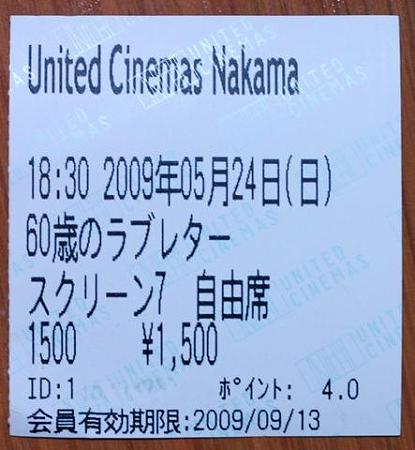 United Cinemas Nakama
18:30 2009年05月24日(日)
60歳のラブレター
スクリーン7 自由席
1500 ¥1,500
ID:1 ﾎﾟｲﾝﾄ: 4.0
会員有効期限:2009/09/13
UNITED CINEMAS